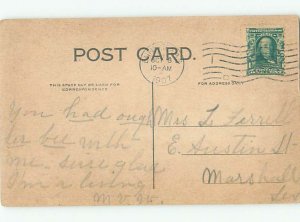 POST CARD.
THIS SPACE MAY BE USED FOR
CORRESPONDENCE
FOR ADDRESS ONLY
10-AM
1907
You had ought
to bee with
me - sure glad
I'm a living
Mrs L Ferrell
E. Austin St-
Marshall